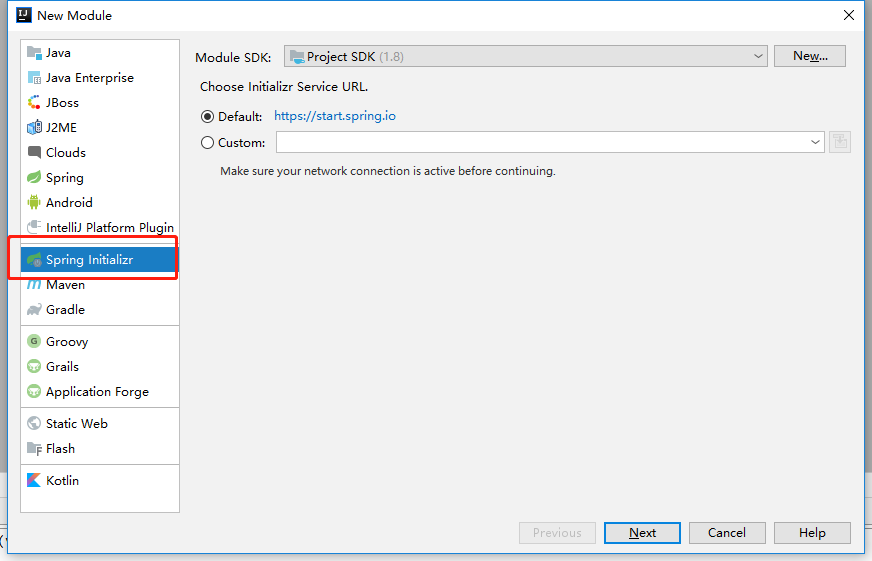 New Module
Java
Java Enterprise
JBoss
J2ME
Clouds
Spring
Android
IntelliJ Platform Plugin
Spring Initializr
Maven
Gradle
Groovy
Grails
Application Forge
Static Web
Flash
Kotlin
Module SDK: Project SDK (1.8) New...
Choose Initializr Service URL.
Default: https://start.spring.io
Custom:
Make sure your network connection is active before continuing.
Previous Next Cancel Help